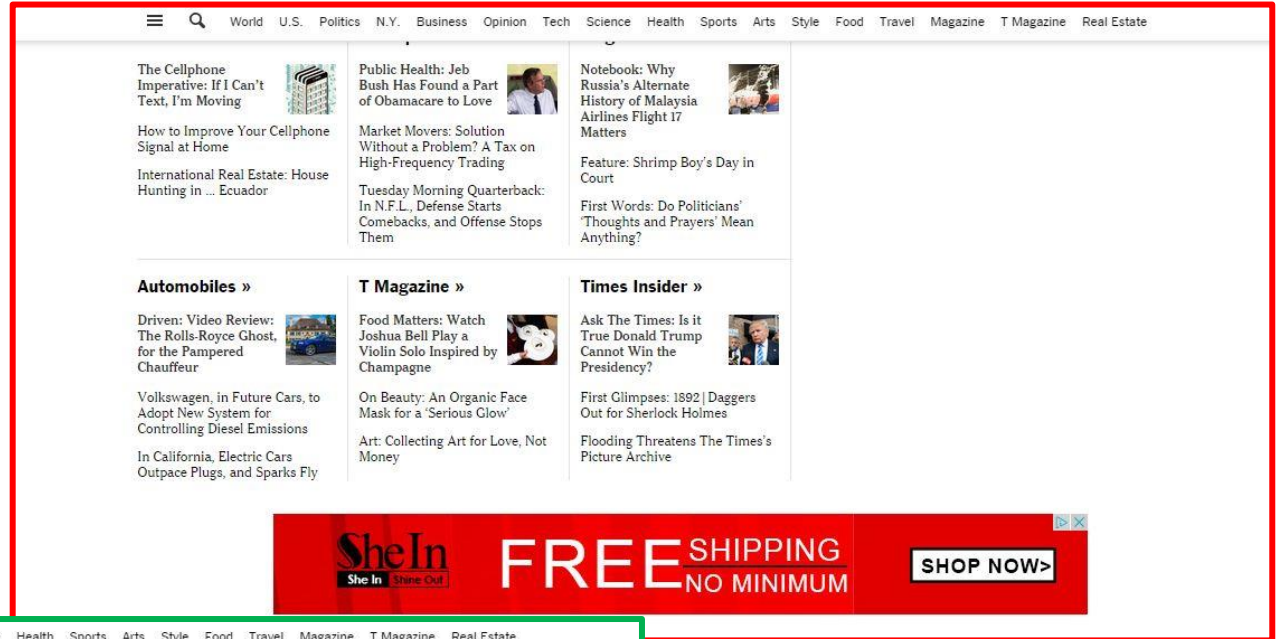 World U.S. Politics N.Y. Business Opinion Tech Science Health Sports Arts Style Food Travel Magazine T Magazine Real Estate
The Cellphone
Imperative: If I Can't
Text, I'm Moving
How to Improve Your Cellphone
Signal at Home
International Real Estate: House
Hunting in ... Ecuador
Public Health: Jeb
Bush Has Found a Part
of Obamacare to Love
Market Movers: Solution
Without a Problem? A Tax on
High-Frequency Trading
Tuesday Morning Quarterback:
In N.F.L., Defense Starts
Comebacks, and Offense Stops
Them
Notebook: Why
Russia's Alternate
History of Malaysia
Airlines Flight 17
Matters
Feature: Shrimp Boy's Day in
Court
First Words: Do Politicians'
'Thoughts and Prayers' Mean
Anything?
Automobiles »
Driven: Video Review:
The Rolls-Royce Ghost,
for the Pampered
Chauffeur
Volkswagen, in Future Cars, to
Adopt New System for
Controlling Diesel Emissions
In California, Electric Cars
Outpace Plugs, and Sparks Fly
T Magazine »
Food Matters: Watch
Joshua Bell Play a
Violin Solo Inspired by
Champagne
On Beauty: An Organic Face
Mask for a 'Serious Glow'
Art: Collecting Art for Love, Not
Money
Times Insider »
Ask The Times: Is it
True Donald Trump
Cannot Win the
Presidency?
First Glimpses: 1892 | Daggers
Out for Sherlock Holmes
Flooding Threatens The Times's
Picture Archive
SheIn
She In Shine Out
FREE SHIPPING
NO MINIMUM
SHOP NOW>
Health Sports Arts Style Food Travel Magazine T Magazine Real Estate